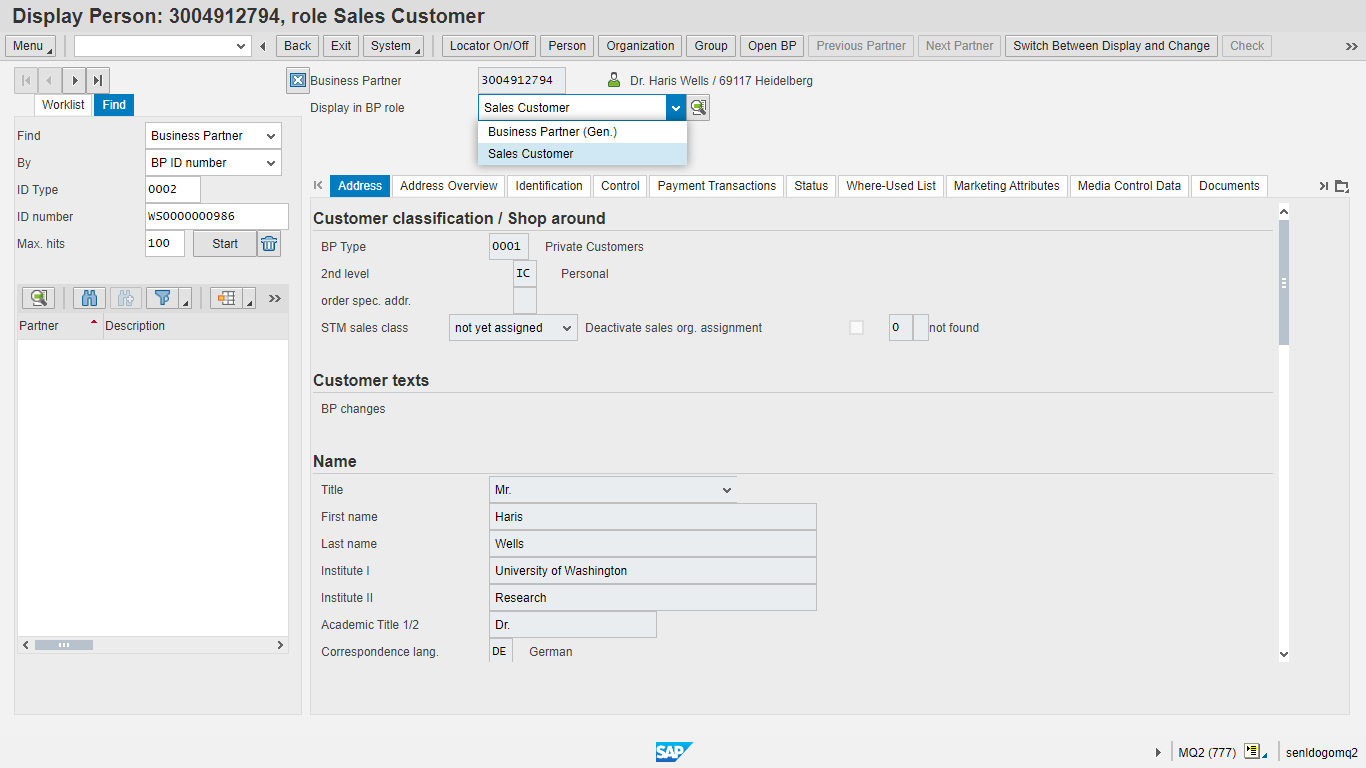 Display Person: 3004912794, role Sales Customer
Menu Back Exit System Locator On/Off Person Organization Group Open BP Previous Partner Next Partner Switch Between Display and Change Check
Business Partner 3004912794 Dr. Haris Wells / 69117 Heidelberg
Worklist Find
Display in BP role Sales Customer
Business Partner (Gen.)
Sales Customer
Find Business Partner
By BP ID number
ID Type 0002
ID number WS0000000986
Max. hits 100 Start
Partner Description
Address Address Overview Identification Control Payment Transactions Status Where-Used List Marketing Attributes Media Control Data Documents
Customer classification / Shop around
BP Type 0001 Private Customers
2nd level IC Personal
order spec. addr.
STM sales class not yet assigned Deactivate sales org. assignment 0 not found
Customer texts
BP changes
Name
Title Mr.
First name Haris
Last name Wells
Institute I University of Washington
Institute II Research
Academic Title 1/2 Dr.
Correspondence lang. DE German
SAP MQ2 (777) senldogomq2